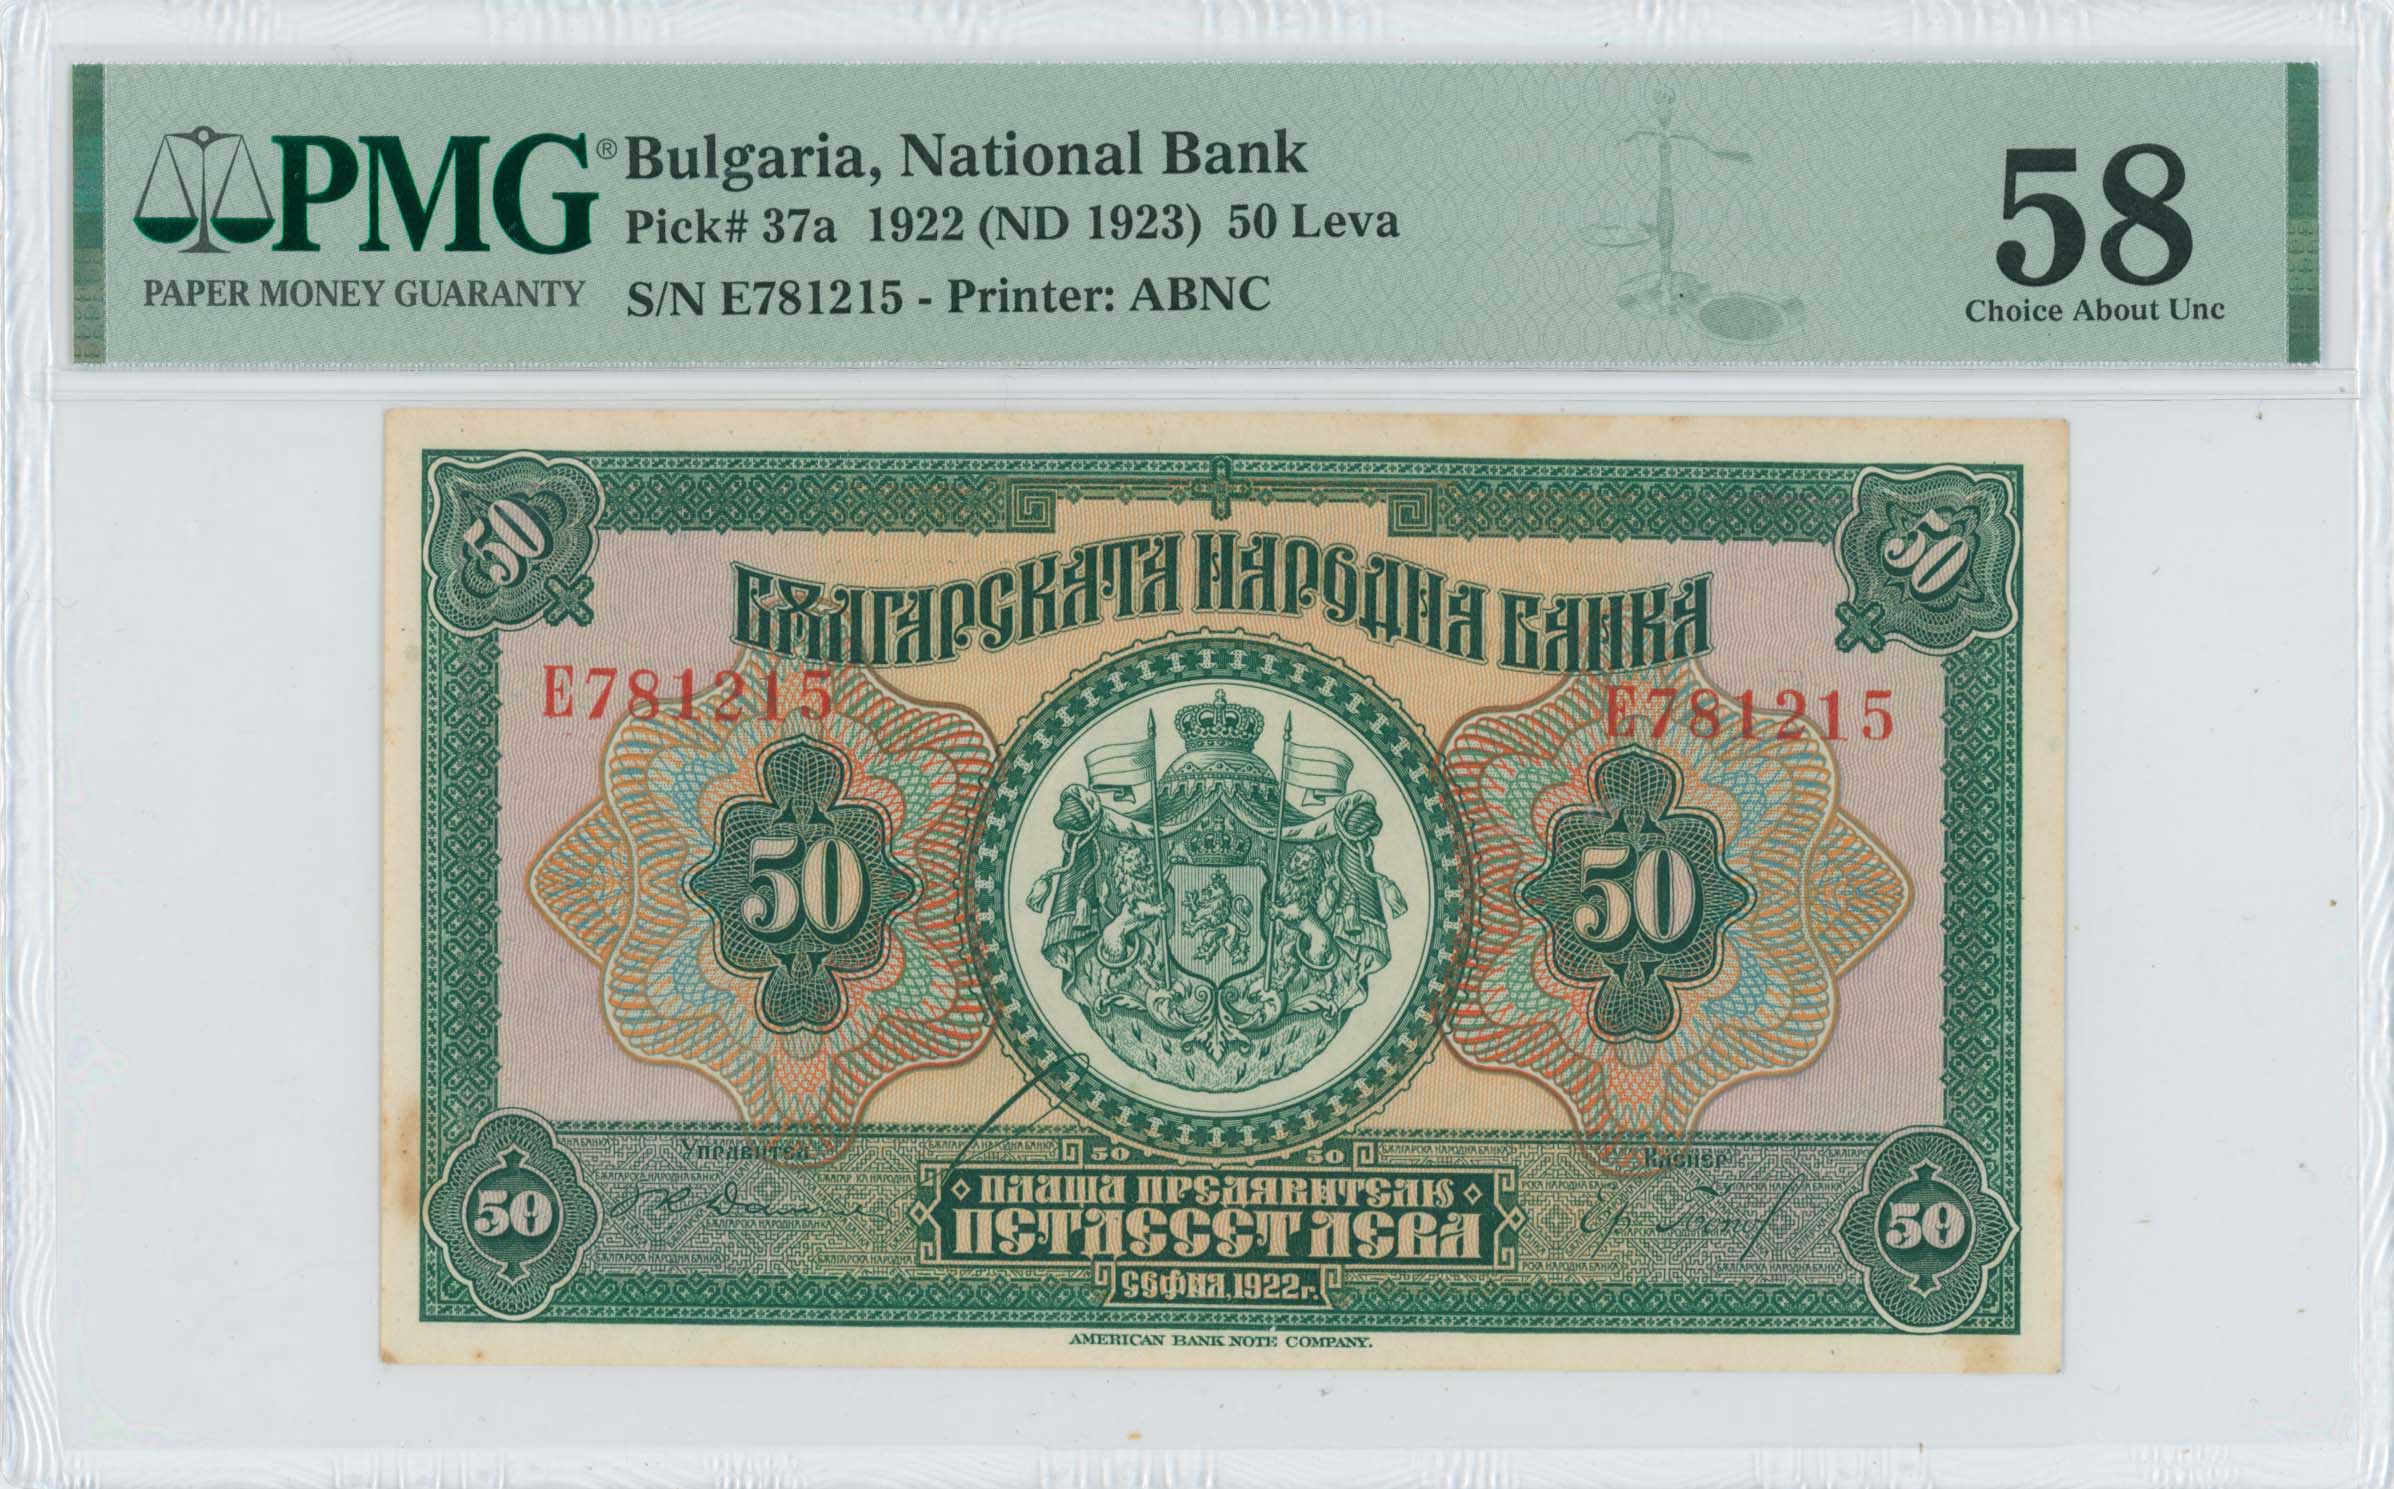 PMG®
PAPER MONEY GUARANTY
Bulgaria, National Bank
Pick# 37a 1922 (ND 1923) 50 Leva
S/N E781215 - Printer: ABNC
58
Choice About Unc
50
50
БѪЛГАРСКАТА НАРОДНА БАНКА
E781215
E781215
50
50
Управител
50
50
Касиер
ПЛАЩА ПРЕДЯВИТЕЛЮ
ПЕТДЕСЕТ ЛЕВА
СОФИЯ, 1922 г.
50
50
AMERICAN BANK NOTE COMPANY.